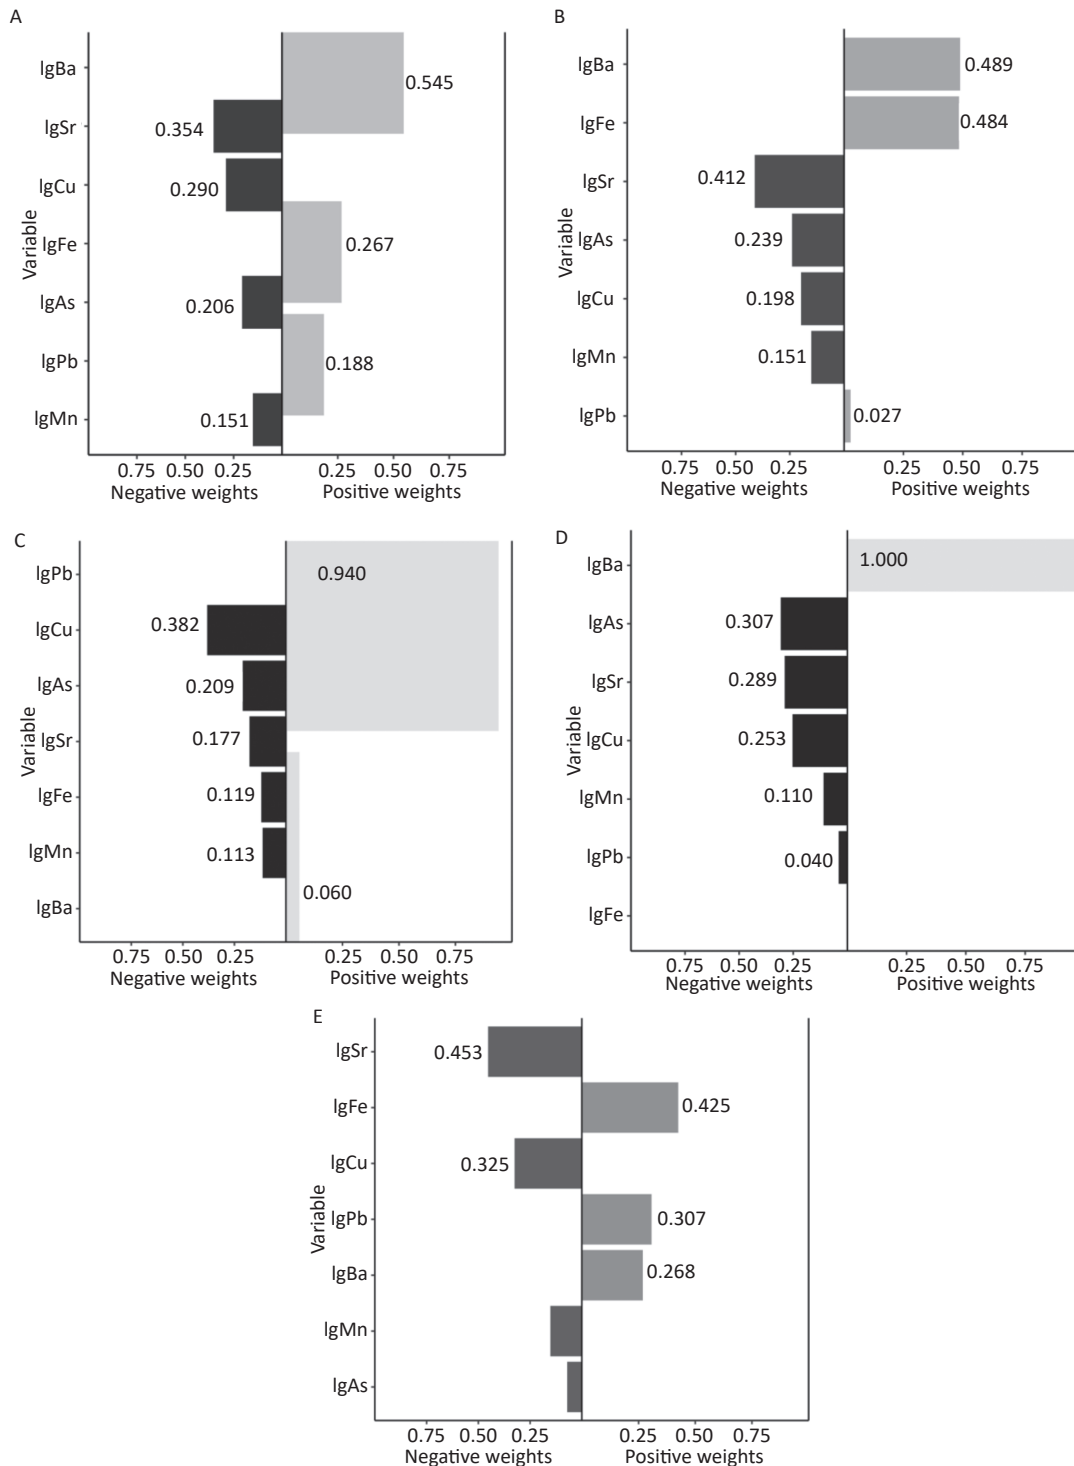 A
Variable
lgBa
0.545
lgSr
0.354
lgCu
0.290
lgFe
0.267
lgAs
0.206
lgPb
0.188
lgMn
0.151
0.75 0.50 0.25 0.25 0.50 0.75
Negative weights Positive weights
B
Variable
lgBa
0.489
lgFe
0.484
lgSr
0.412
lgAs
0.239
lgCu
0.198
lgMn
0.151
lgPb
0.027
0.75 0.50 0.25 0.25 0.50 0.75
Negative weights Positive weights
C
Variable
lgPb
0.940
lgCu
0.382
lgAs
0.209
lgSr
0.177
lgFe
0.119
lgMn
0.113
lgBa
0.060
0.75 0.50 0.25 0.25 0.50 0.75
Negative weights Positive weights
D
Variable
lgBa
1.000
lgAs
0.307
lgSr
0.289
lgCu
0.253
lgMn
0.110
lgPb
0.040
lgFe
0.75 0.50 0.25 0.25 0.50 0.75
Negative weights Positive weights
E
Variable
lgSr
0.453
lgFe
0.425
lgCu
0.325
lgPb
0.307
lgBa
0.268
lgMn
lgAs
0.75 0.50 0.25 0.25 0.50 0.75
Negative weights Positive weights